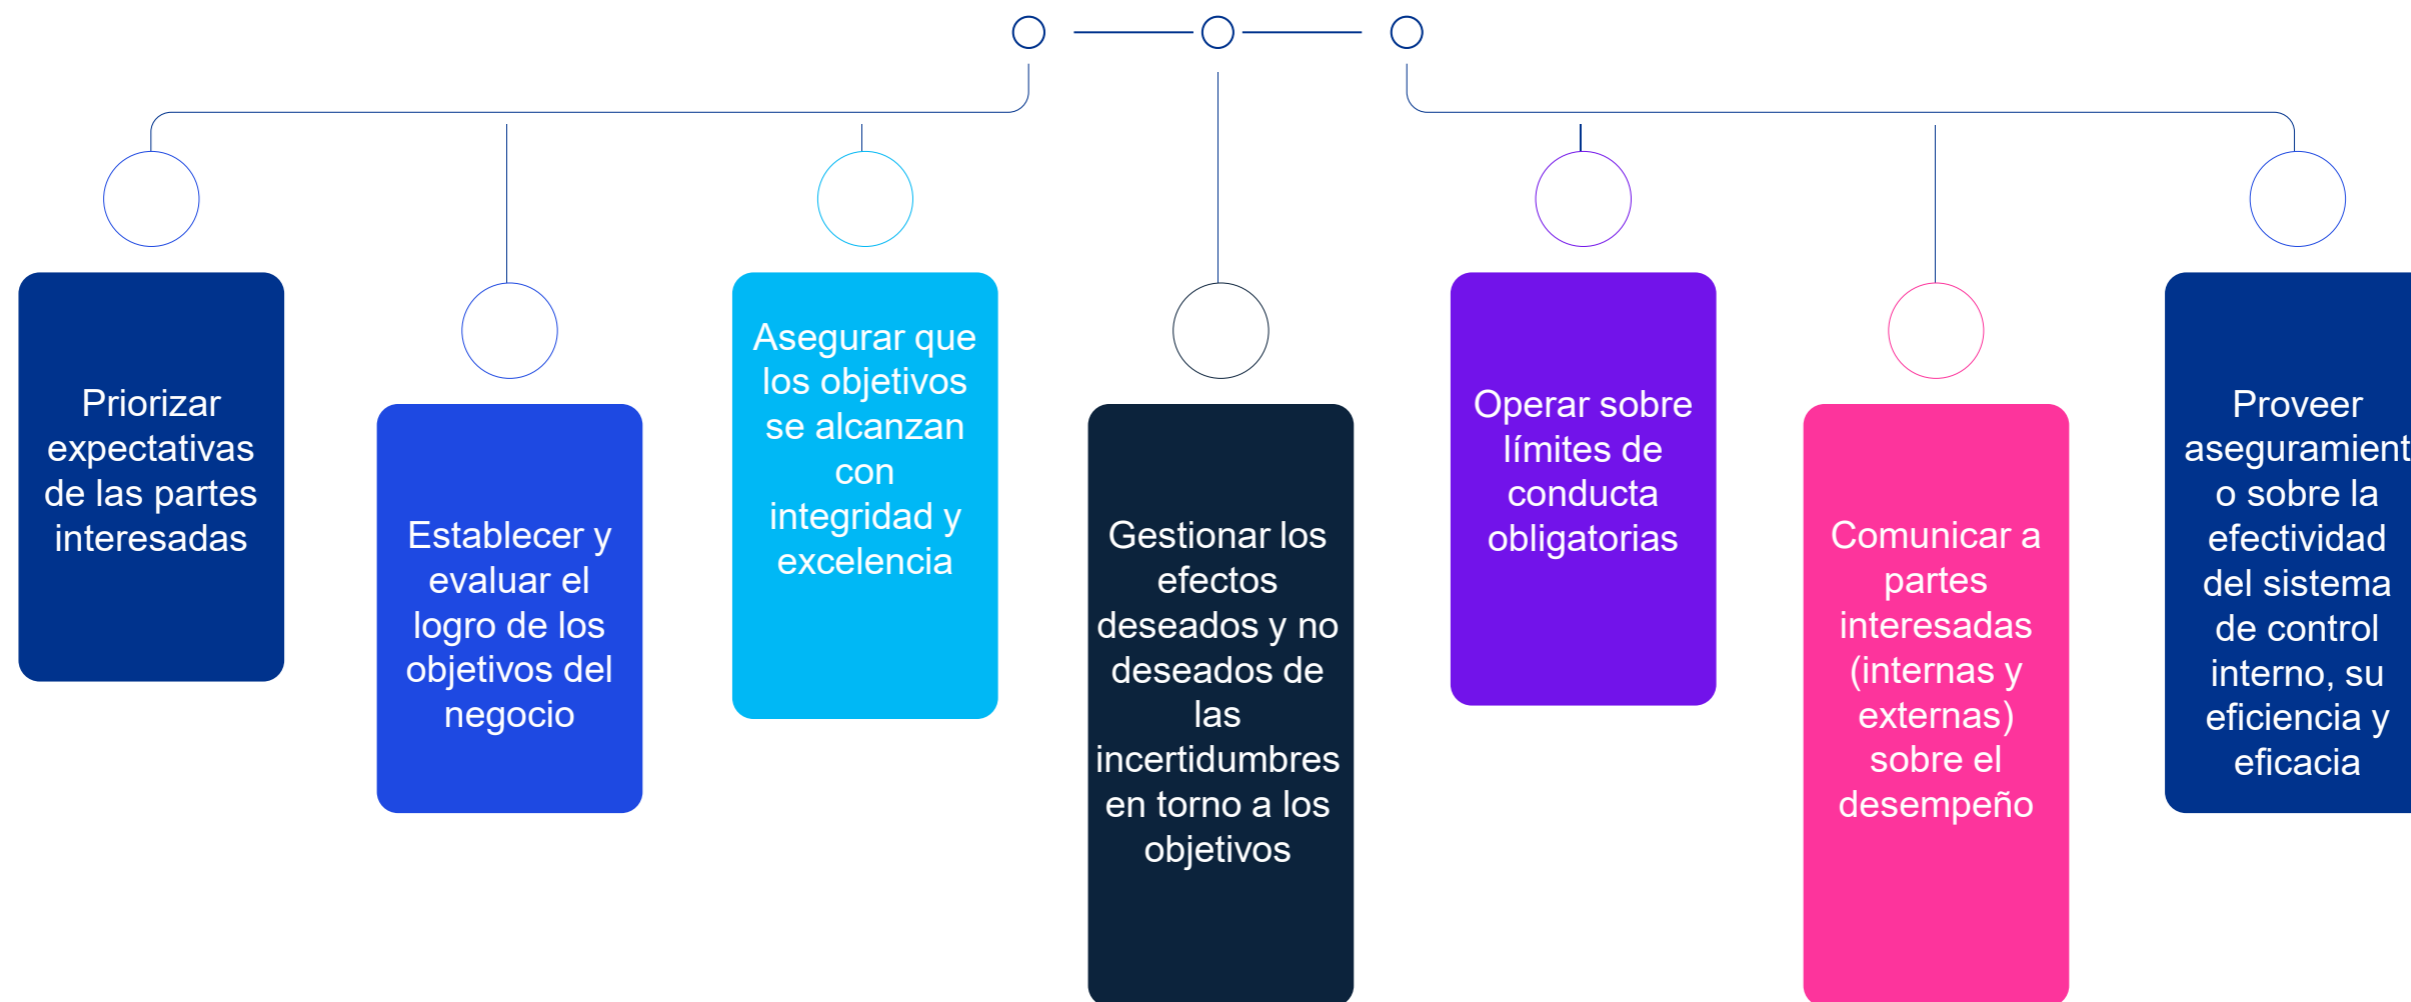 Priorizar
expectativas
de las partes
interesadas
Establecer y
evaluar el
logro de los
objetivos del
negocio
Asegurar que
los objetivos
se alcanzan
con
integridad y
excelencia
Gestionar los
efectos
deseados y no
deseados de
las
incertidumbres
en torno a los
objetivos
Operar sobre
límites de
conducta
obligatorias
Comunicar a
partes
interesadas
(internas y
externas)
sobre el
desempeño
Proveer
aseguramient
o sobre la
efectividad
del sistema
de control
interno, su
eficiencia y
eficacia